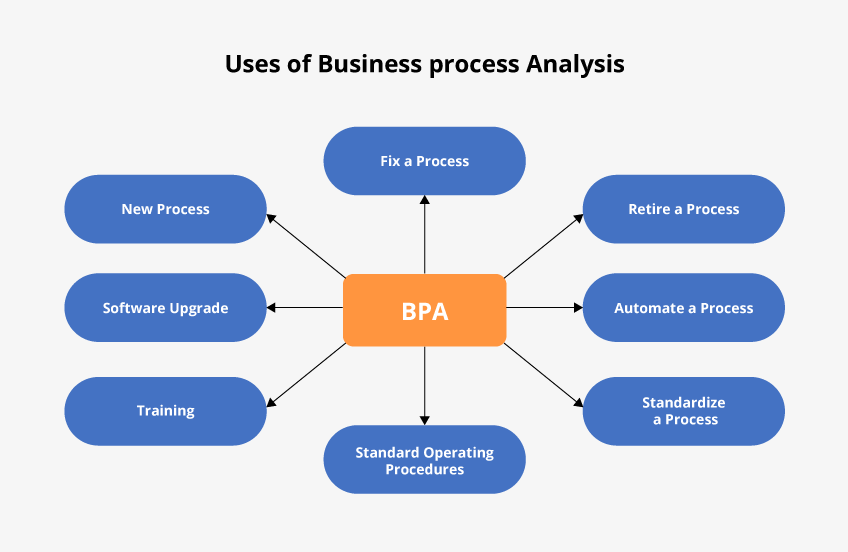 Uses of Business process Analysis
Fix a Process
New Process
Retire a Process
Software Upgrade
BPA
Automate a Process
Training
Standardize
a Process
Standard Operating
Procedures